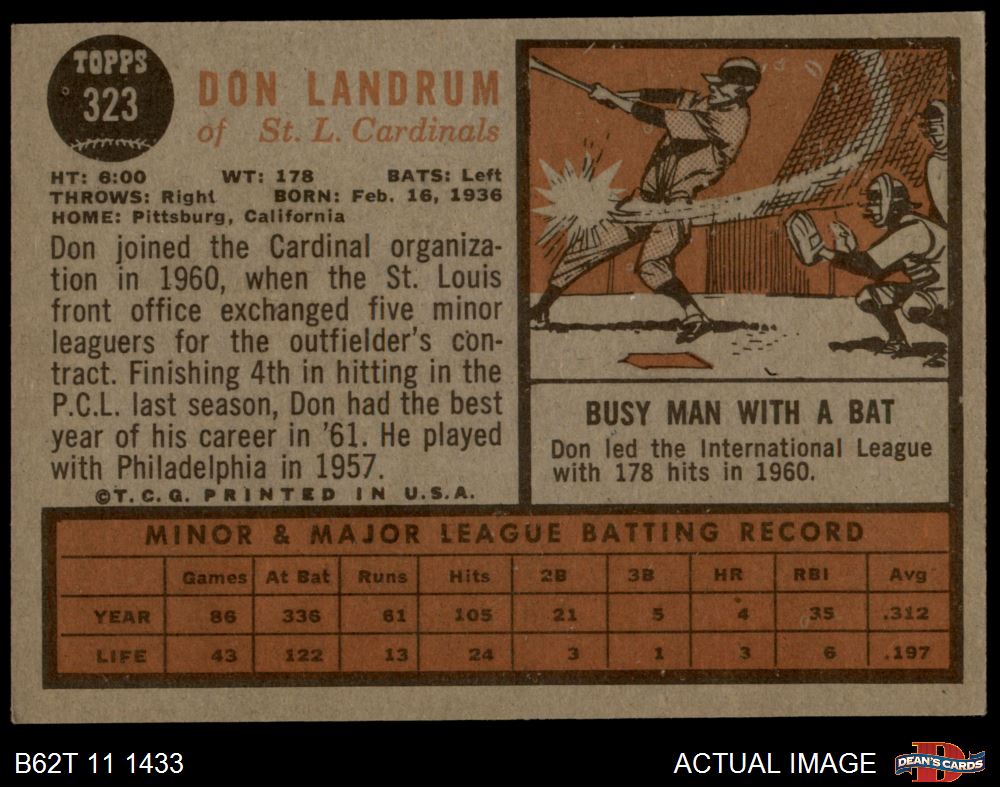 TOPPS
323
DON LANDRUM
of St. L. Cardinals
HT: 6:00 WT: 178 BATS: Left
THROWS: Right BORN: Feb. 16, 1936
HOME: Pittsburg, California
Don joined the Cardinal organiza-
tion in 1960, when the St. Louis
front office exchanged five minor
leaguers for the outfielder's con-
tract. Finishing 4th in hitting in the
P.C.L. last season, Don had the best
year of his career in '61. He played
with Philadelphia in 1957.
©T.C.G. PRINTED IN U.S.A.
BUSY MAN WITH A BAT
Don led the International League
with 178 hits in 1960.
MINOR & MAJOR LEAGUE BATTING RECORD
Games At Bat Runs Hits 2B 3B HR RBI Avg
YEAR 86 336 61 105 21 5 4 35 .312
LIFE 43 122 13 24 3 1 3 6 .197
B62T 11 1433 ACTUAL IMAGE DEAN'S CARDS